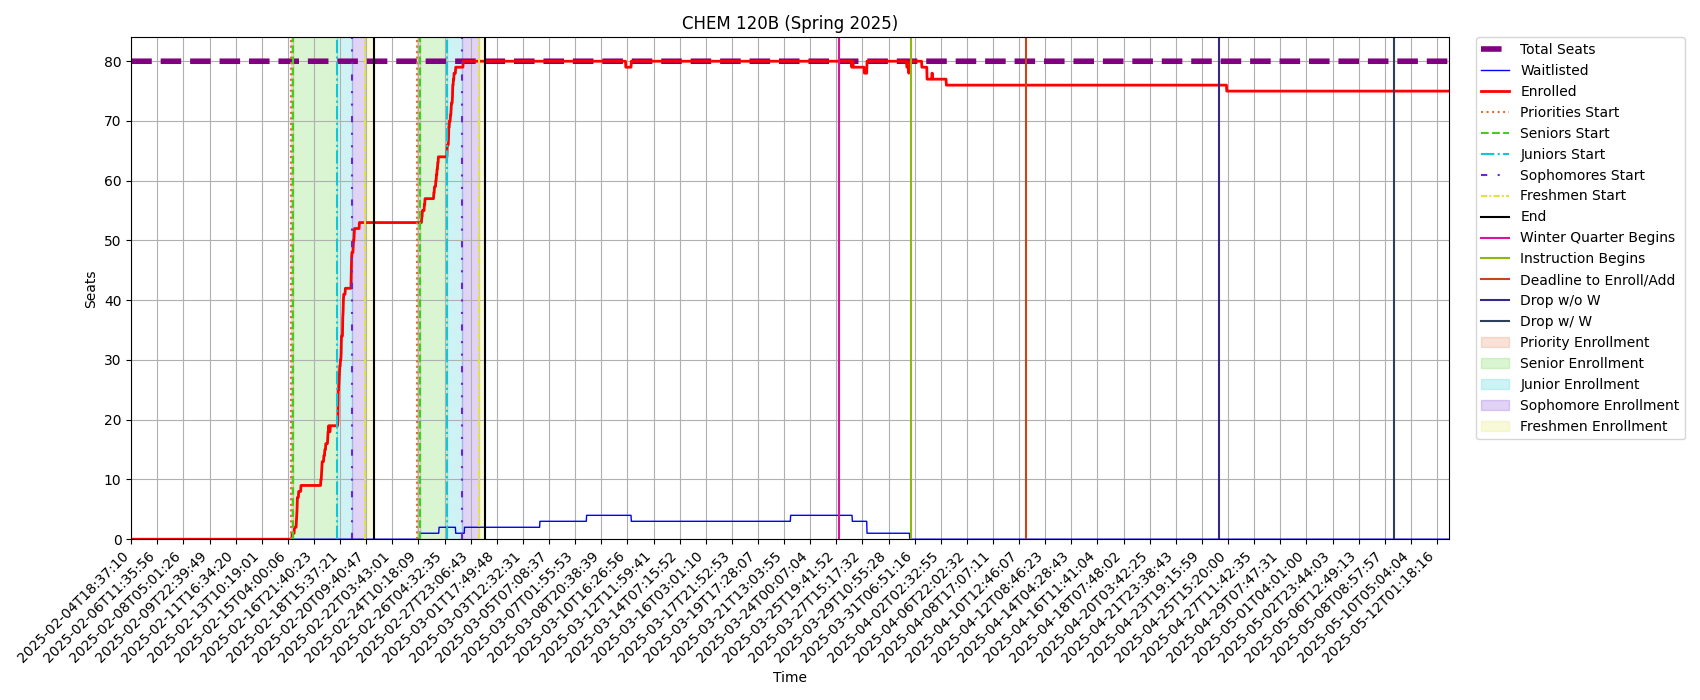 CHEM 120B (Spring 2025)
Seats
80
70
60
50
40
30
20
10
0
2025-02-04T18:37:10
2025-02-06T11:35:56
2025-02-08T05:01:26
2025-02-09T22:39:49
2025-02-11T16:34:20
2025-02-13T10:19:01
2025-02-15T04:00:06
2025-02-16T21:40:23
2025-02-18T15:37:21
2025-02-20T09:40:47
2025-02-22T03:43:01
2025-02-24T10:18:09
2025-02-26T04:32:35
2025-02-27T23:06:43
2025-03-01T17:49:48
2025-03-03T12:32:31
2025-03-05T07:08:37
2025-03-07T01:55:53
2025-03-08T20:38:39
2025-03-10T16:26:56
2025-03-12T11:59:41
2025-03-14T07:15:52
2025-03-16T03:01:10
2025-03-17T21:52:53
2025-03-19T17:28:07
2025-03-21T13:03:55
2025-03-24T00:07:04
2025-03-25T19:41:52
2025-03-27T15:17:32
2025-03-29T10:55:28
2025-03-31T06:51:16
2025-04-02T02:32:55
2025-04-06T22:02:32
2025-04-08T17:07:11
2025-04-10T12:46:07
2025-04-12T08:46:23
2025-04-14T04:28:43
2025-04-16T11:41:04
2025-04-18T07:48:02
2025-04-20T03:42:25
2025-04-21T23:38:43
2025-04-23T19:15:59
2025-04-25T15:20:00
2025-04-27T11:42:35
2025-04-29T07:47:31
2025-05-01T04:01:00
2025-05-02T23:44:03
2025-05-06T12:49:13
2025-05-08T08:57:57
2025-05-10T05:04:04
2025-05-12T01:18:16
Time
Total Seats
Waitlisted
Enrolled
Priorities Start
Seniors Start
Juniors Start
Sophomores Start
Freshmen Start
End
Winter Quarter Begins
Instruction Begins
Deadline to Enroll/Add
Drop w/o W
Drop w/ W
Priority Enrollment
Senior Enrollment
Junior Enrollment
Sophomore Enrollment
Freshmen Enrollment